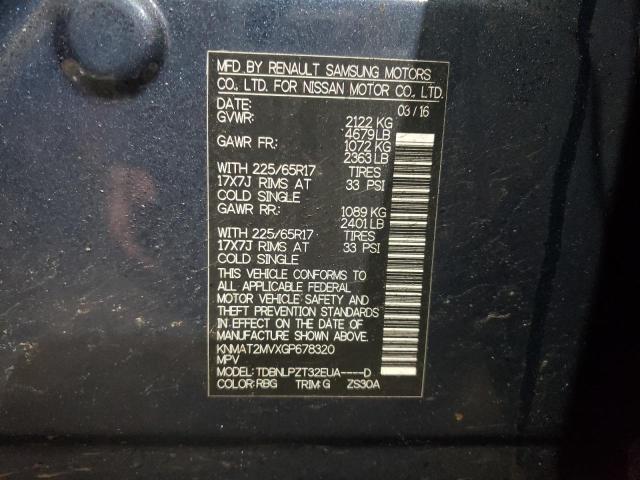 MFD BY RENAULT SAMSUNG MOTORS
CO., LTD. FOR NISSAN MOTOR CO., LTD.
DATE: 03/16
GVWR: 2122 KG
4679 LB
GAWR FR: 1072 KG
2363 LB
WITH 225/65R17 TIRES
17X7J RIMS AT 33 PSI
COLD SINGLE
GAWR RR: 1089 KG
2401 LB
WITH 225/65R17 TIRES
17X7J RIMS AT 33 PSI
COLD SINGLE
THIS VEHICLE CONFORMS TO
ALL APPLICABLE FEDERAL
MOTOR VEHICLE SAFETY AND
THEFT PREVENTION STANDARDS
IN EFFECT ON THE DATE OF
MANUFACTURE SHOWN ABOVE.
KNMAT2MVXGP678320
MPV
MODEL: TDBNLPZT32EUA----D
COLOR: RBG TRIM: G ZS30A